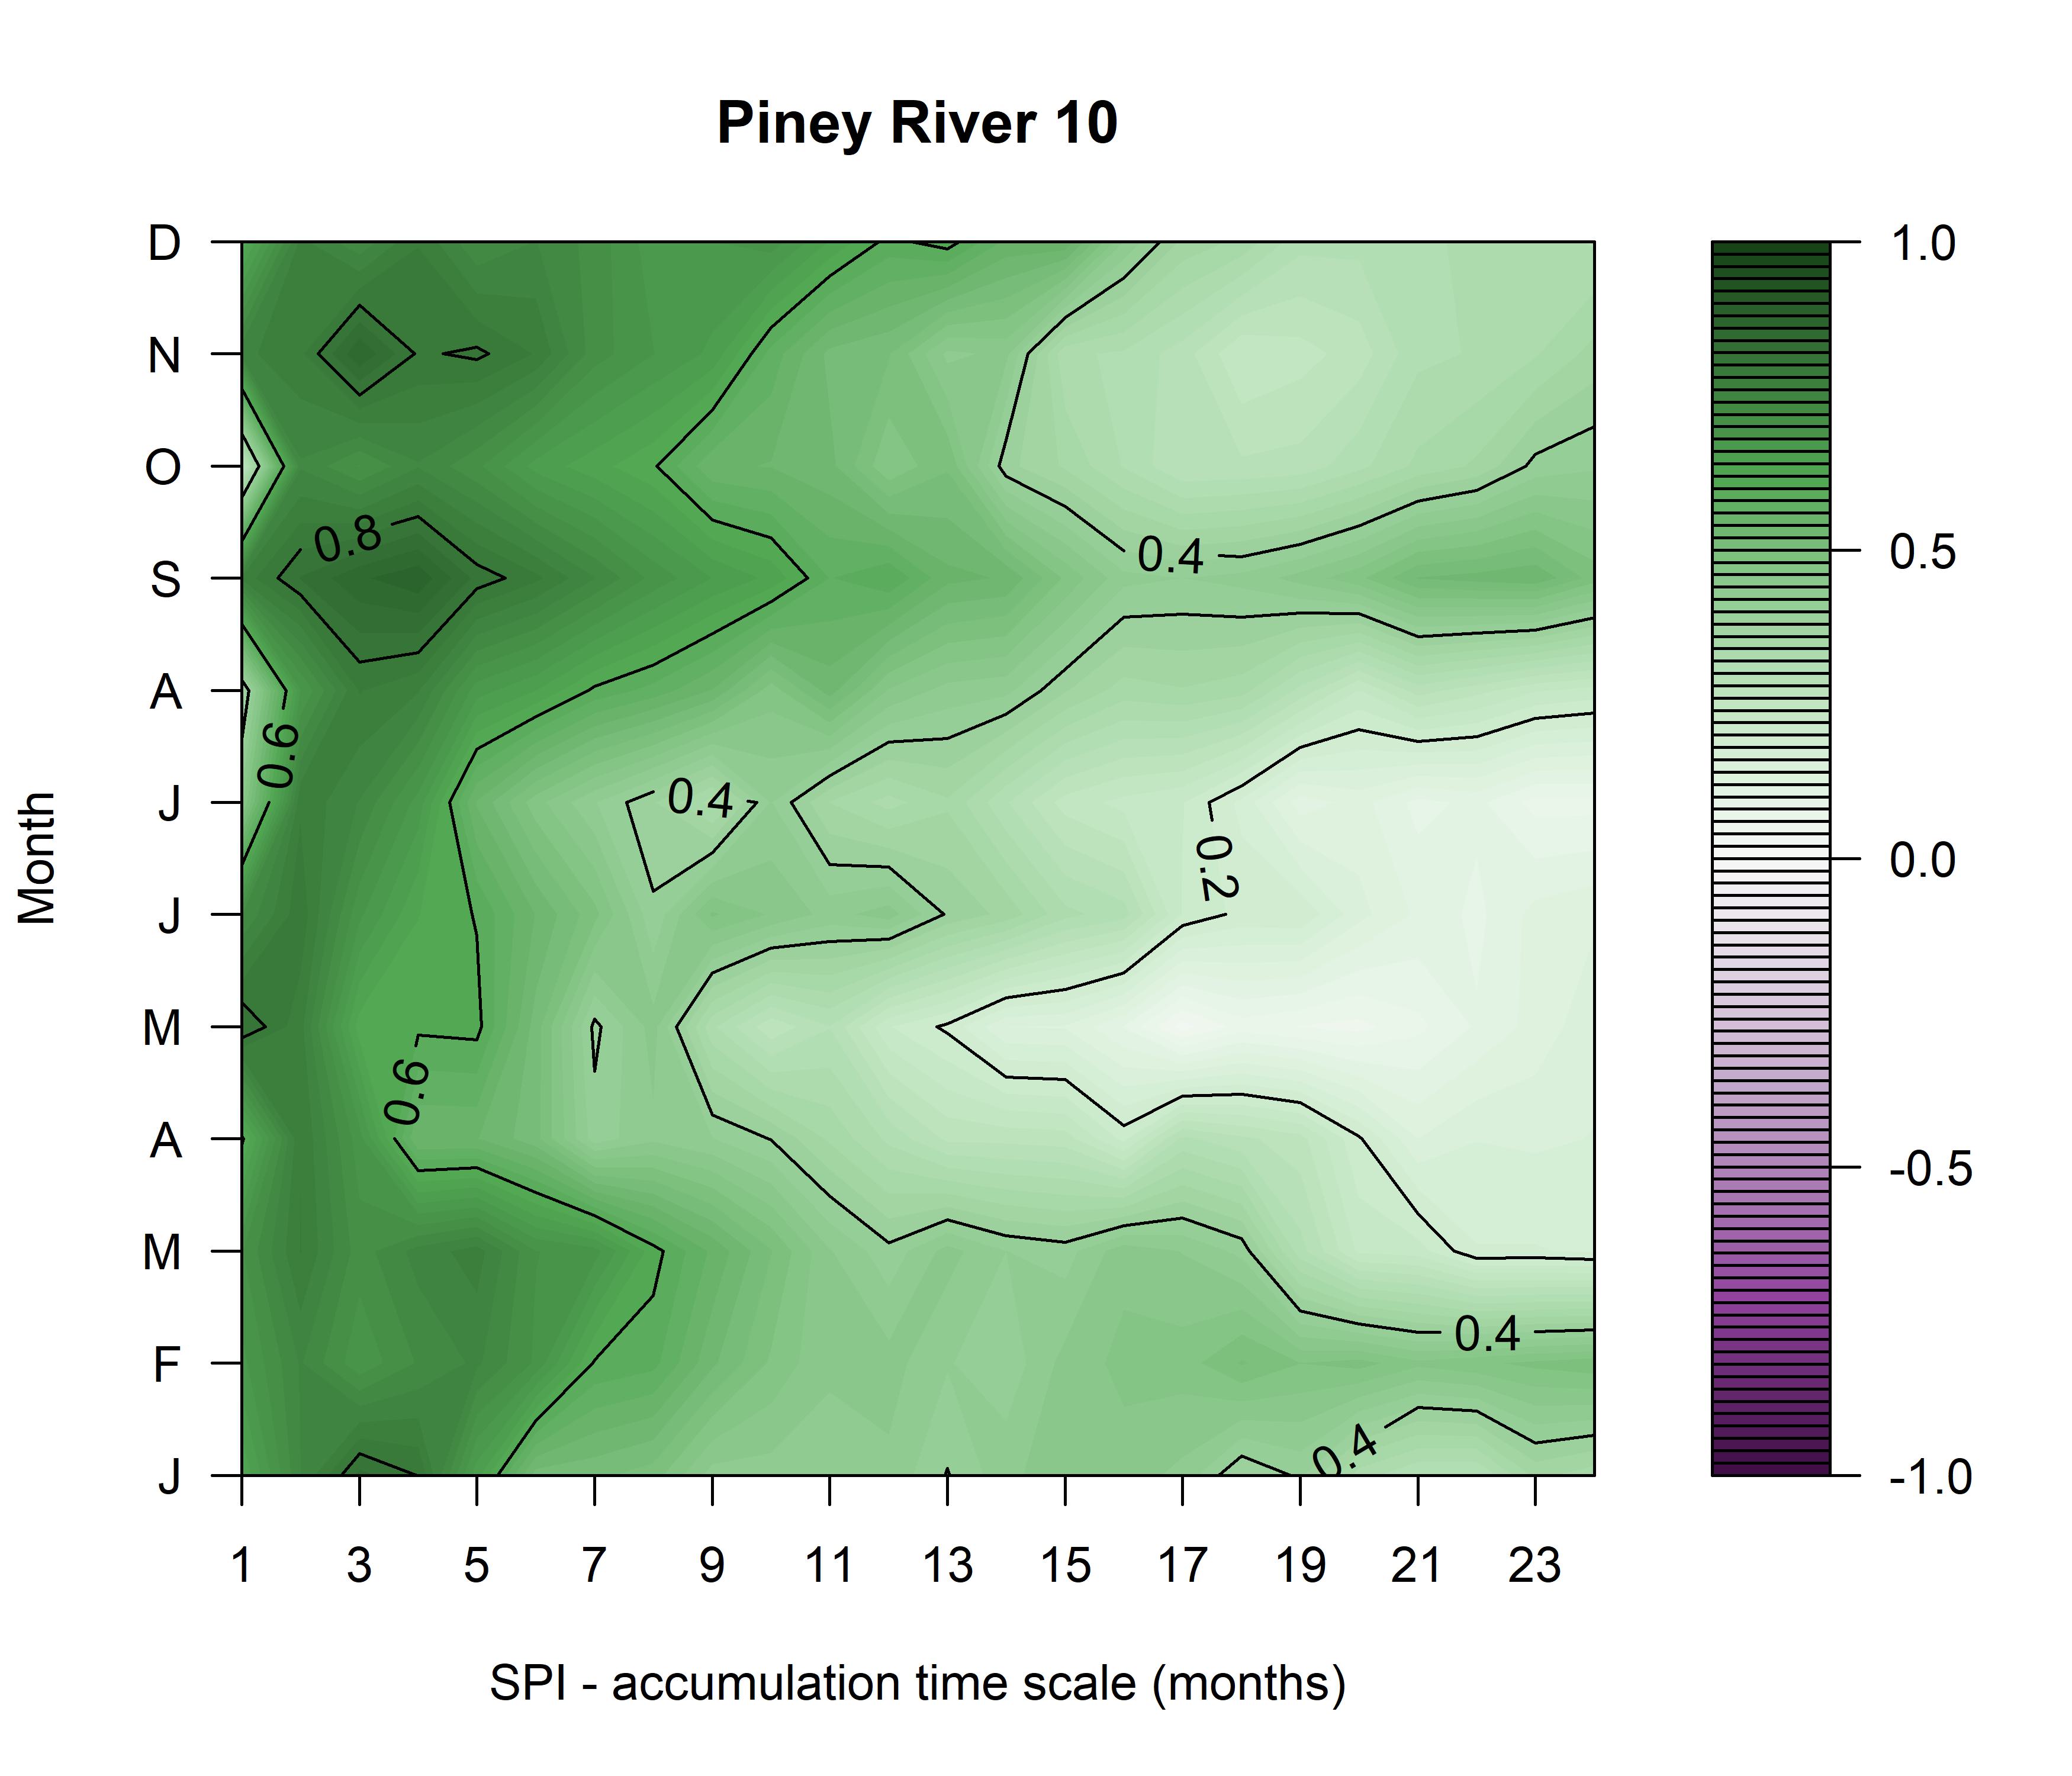 Piney River 10
D
N
O
S
A
J
J
M
A
M
F
J
Month
0.8
0.6
0.4
0.4
0.2
0.6
0.4
0.4
1 3 5 7 9 11 13 15 17 19 21 23
SPI - accumulation time scale (months)
1.0
0.5
0.0
-0.5
-1.0